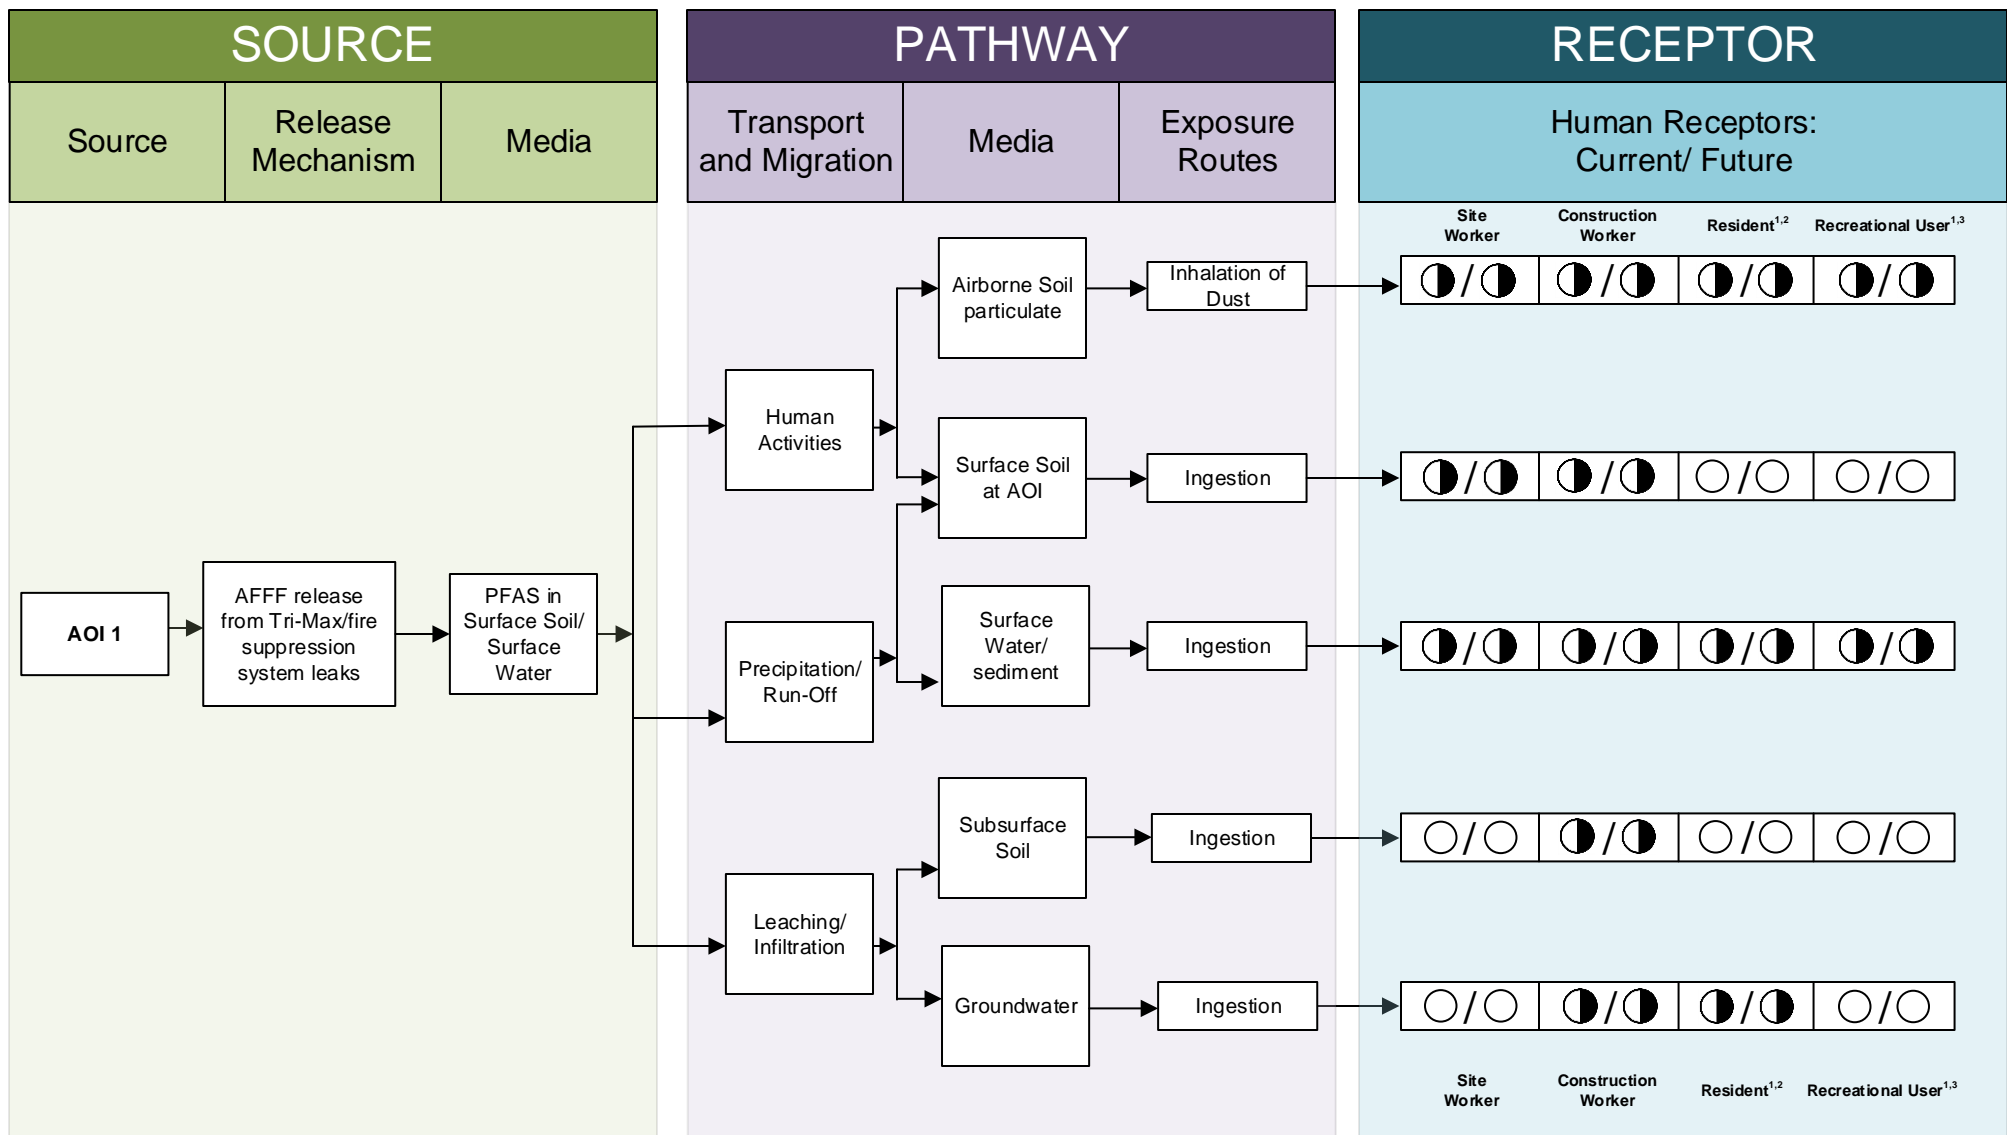 SOURCE
PATHWAY
RECEPTOR
Source
Release
Mechanism
Media
Transport
and Migration
Media
Exposure
Routes
Human Receptors:
Current/ Future
Site
Worker
Construction
Worker
Resident1,2
Recreational User1,3
Airborne Soil
particulate
Inhalation of
Dust
/
/
/
/
Human
Activities
Surface Soil
at AOI
Ingestion
/
/
/
/
AOI 1
AFFF release
from Tri-Max/fire
suppression
system leaks
PFAS in
Surface Soil/
Surface
Water
Precipitation/
Run-Off
Surface
Water/
sediment
Ingestion
/
/
/
/
Subsurface
Soil
Ingestion
/
/
/
/
Leaching/
Infiltration
Groundwater
Ingestion
/
/
/
/
Site
Worker
Construction
Worker
Resident1,2
Recreational User1,3